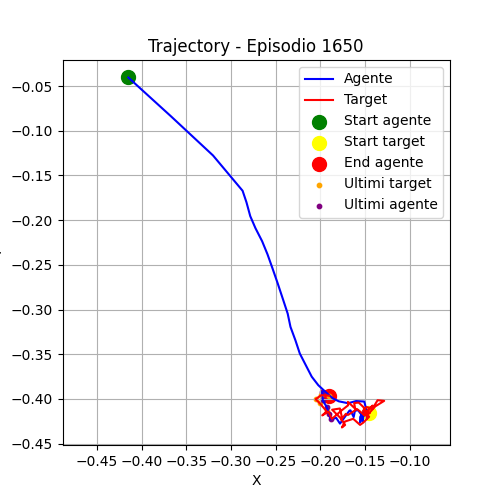 Trajectory - Episodio 1650
Agente
Target
Start agente
Start target
End agente
Ultimi target
Ultimi agente
−0.05
−0.10
−0.15
−0.20
−0.25
−0.30
−0.35
−0.40
−0.45
−0.45 −0.40 −0.35 −0.30 −0.25 −0.20 −0.15 −0.10
X